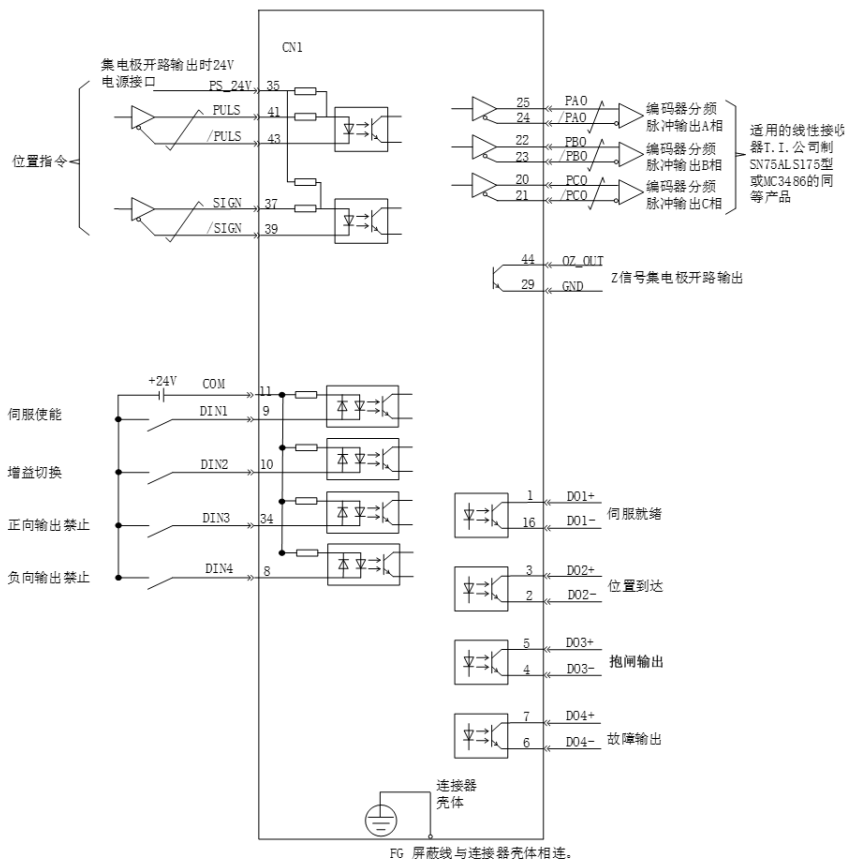 CN1
集电极开路输出时24V
电源接口
PS_24V 35
PULS 41
/PULS 43
位置指令
SIGN 37
/SIGN 39
25 PAO
24 /PAO
编码器分频
脉冲输出A相
22 PBO
23 /PBO
编码器分频
脉冲输出B相
20 PCO
21 /PCO
编码器分频
脉冲输出C相
适用的线性接收
器T.I.公司制
SN75ALS175型
或MC3486的同
等产品
44 OZ_OUT
29 GND
Z信号集电极开路输出
+24V COM 11
伺服使能 DIN1 9
增益切换 DIN2 10
正向输出禁止 DIN3 34
负向输出禁止 DIN4 8
1 DO1+
16 DO1-
伺服就绪
3 DO2+
2 DO2-
位置到达
5 DO3+
4 DO3-
抱闸输出
7 DO4+
6 DO4-
故障输出
连接器
壳体
FG 屏蔽线与连接器壳体相连。